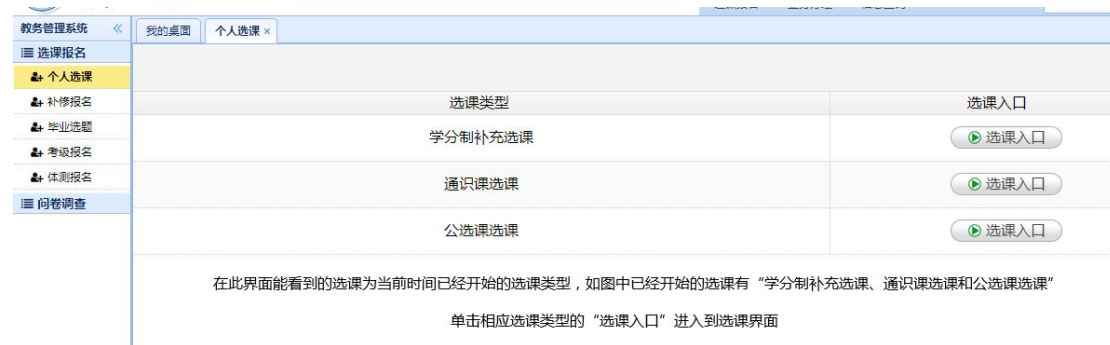 教务管理系统 《 我的桌面 个人选课 ×
选课报名
个人选课
补修报名
毕业选题
考级报名
体测报名
问卷调查
选课类型 选课入口
学分制补充选课 选课入口
通识课选课 选课入口
公选课选课 选课入口
在此界面能看到的选课为当前时间已经开始的选课类型，如图中已经开始的选课有“学分制补充选课、通识课选课和公选课选课”
单击相应选课类型的“选课入口”进入到选课界面